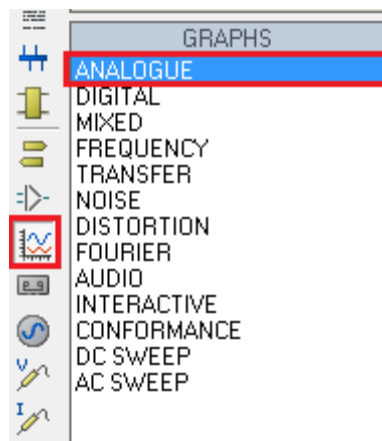 GRAPHS
ANALOGUE
DIGITAL
MIXED
FREQUENCY
TRANSFER
NOISE
DISTORTION
FOURIER
AUDIO
INTERACTIVE
CONFORMANCE
DC SWEEP
AC SWEEP
V
I